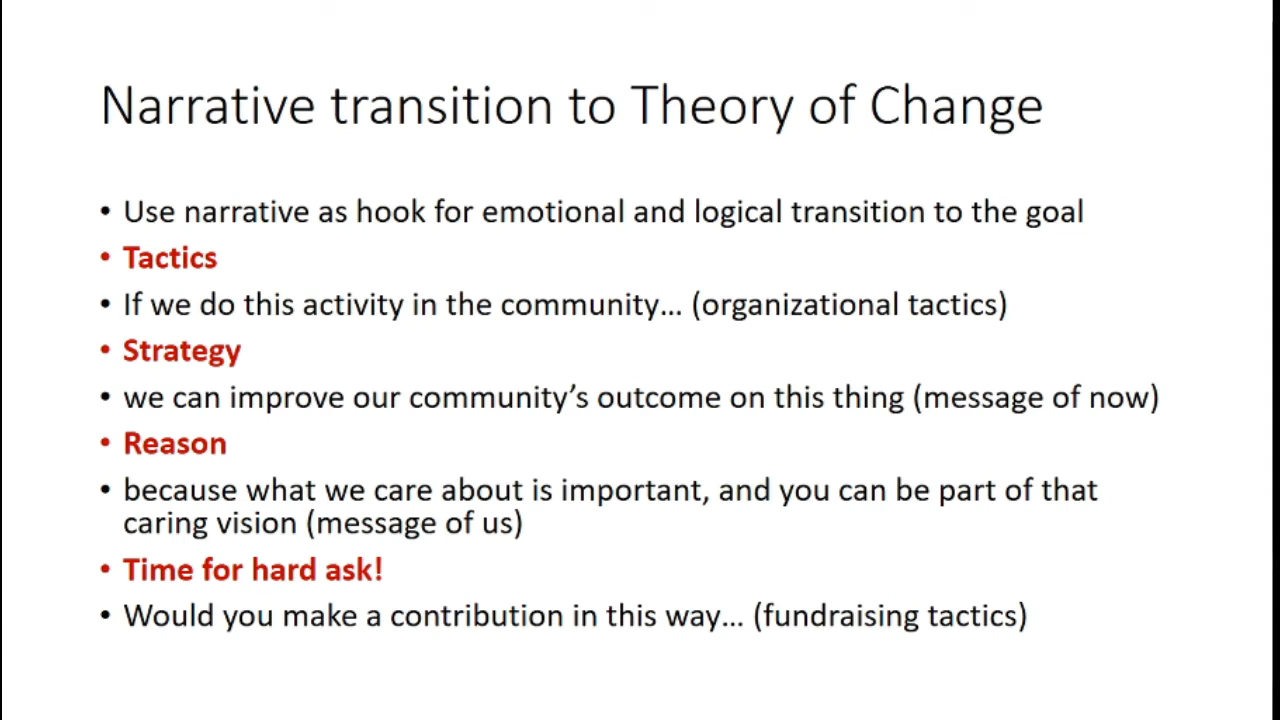 Narrative transition to Theory of Change
• Use narrative as hook for emotional and logical transition to the goal
• Tactics
• If we do this activity in the community... (organizational tactics)
• Strategy
• we can improve our community’s outcome on this thing (message of now)
• Reason
• because what we care about is important, and you can be part of that
caring vision (message of us)
• Time for hard ask!
• Would you make a contribution in this way... (fundraising tactics)